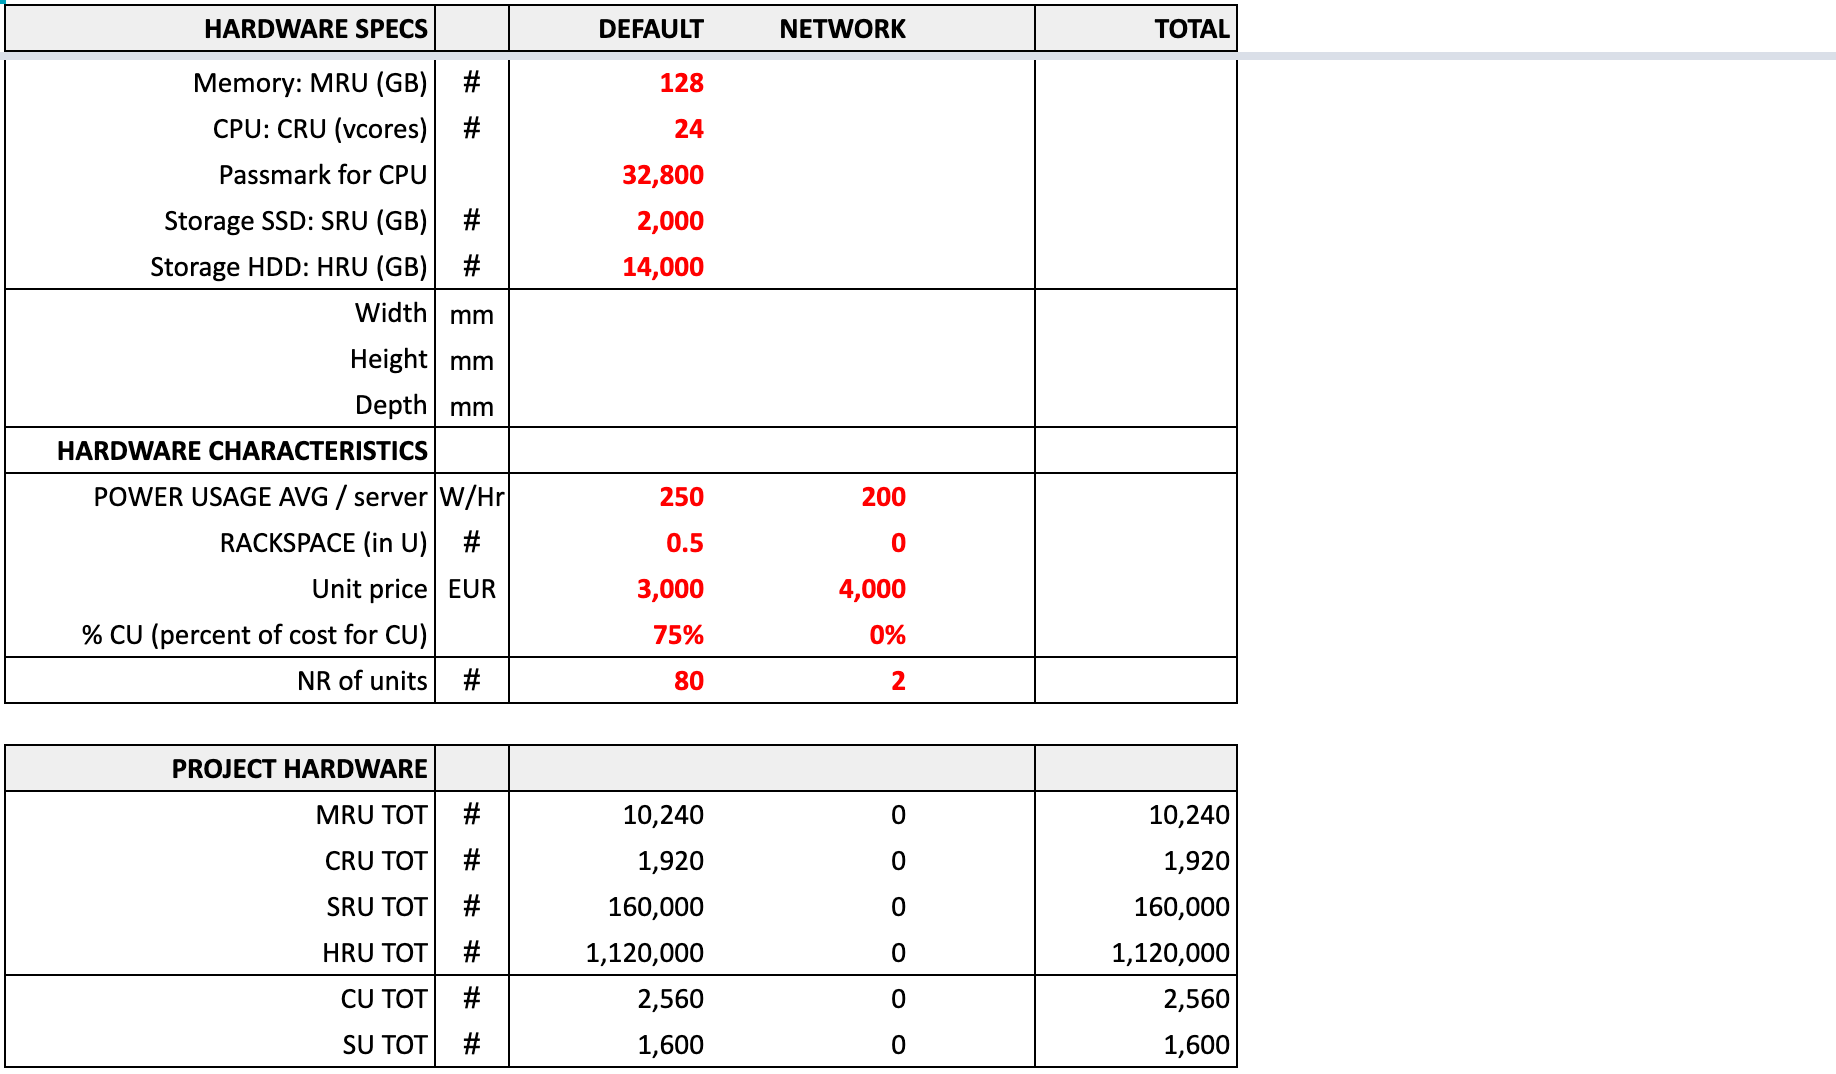 HARDWARE SPECS DEFAULT NETWORK TOTAL
Memory: MRU (GB) # 128
CPU: CRU (vcores) # 24
Passmark for CPU 32,800
Storage SSD: SRU (GB) # 2,000
Storage HDD: HRU (GB) # 14,000
Width mm
Height mm
Depth mm
HARDWARE CHARACTERISTICS
POWER USAGE AVG / server W/Hr 250 200
RACKSPACE (in U) # 0.5 0
Unit price EUR 3,000 4,000
% CU (percent of cost for CU) 75% 0%
NR of units # 80 2
PROJECT HARDWARE
MRU TOT # 10,240 0 10,240
CRU TOT # 1,920 0 1,920
SRU TOT # 160,000 0 160,000
HRU TOT # 1,120,000 0 1,120,000
CU TOT # 2,560 0 2,560
SU TOT # 1,600 0 1,600